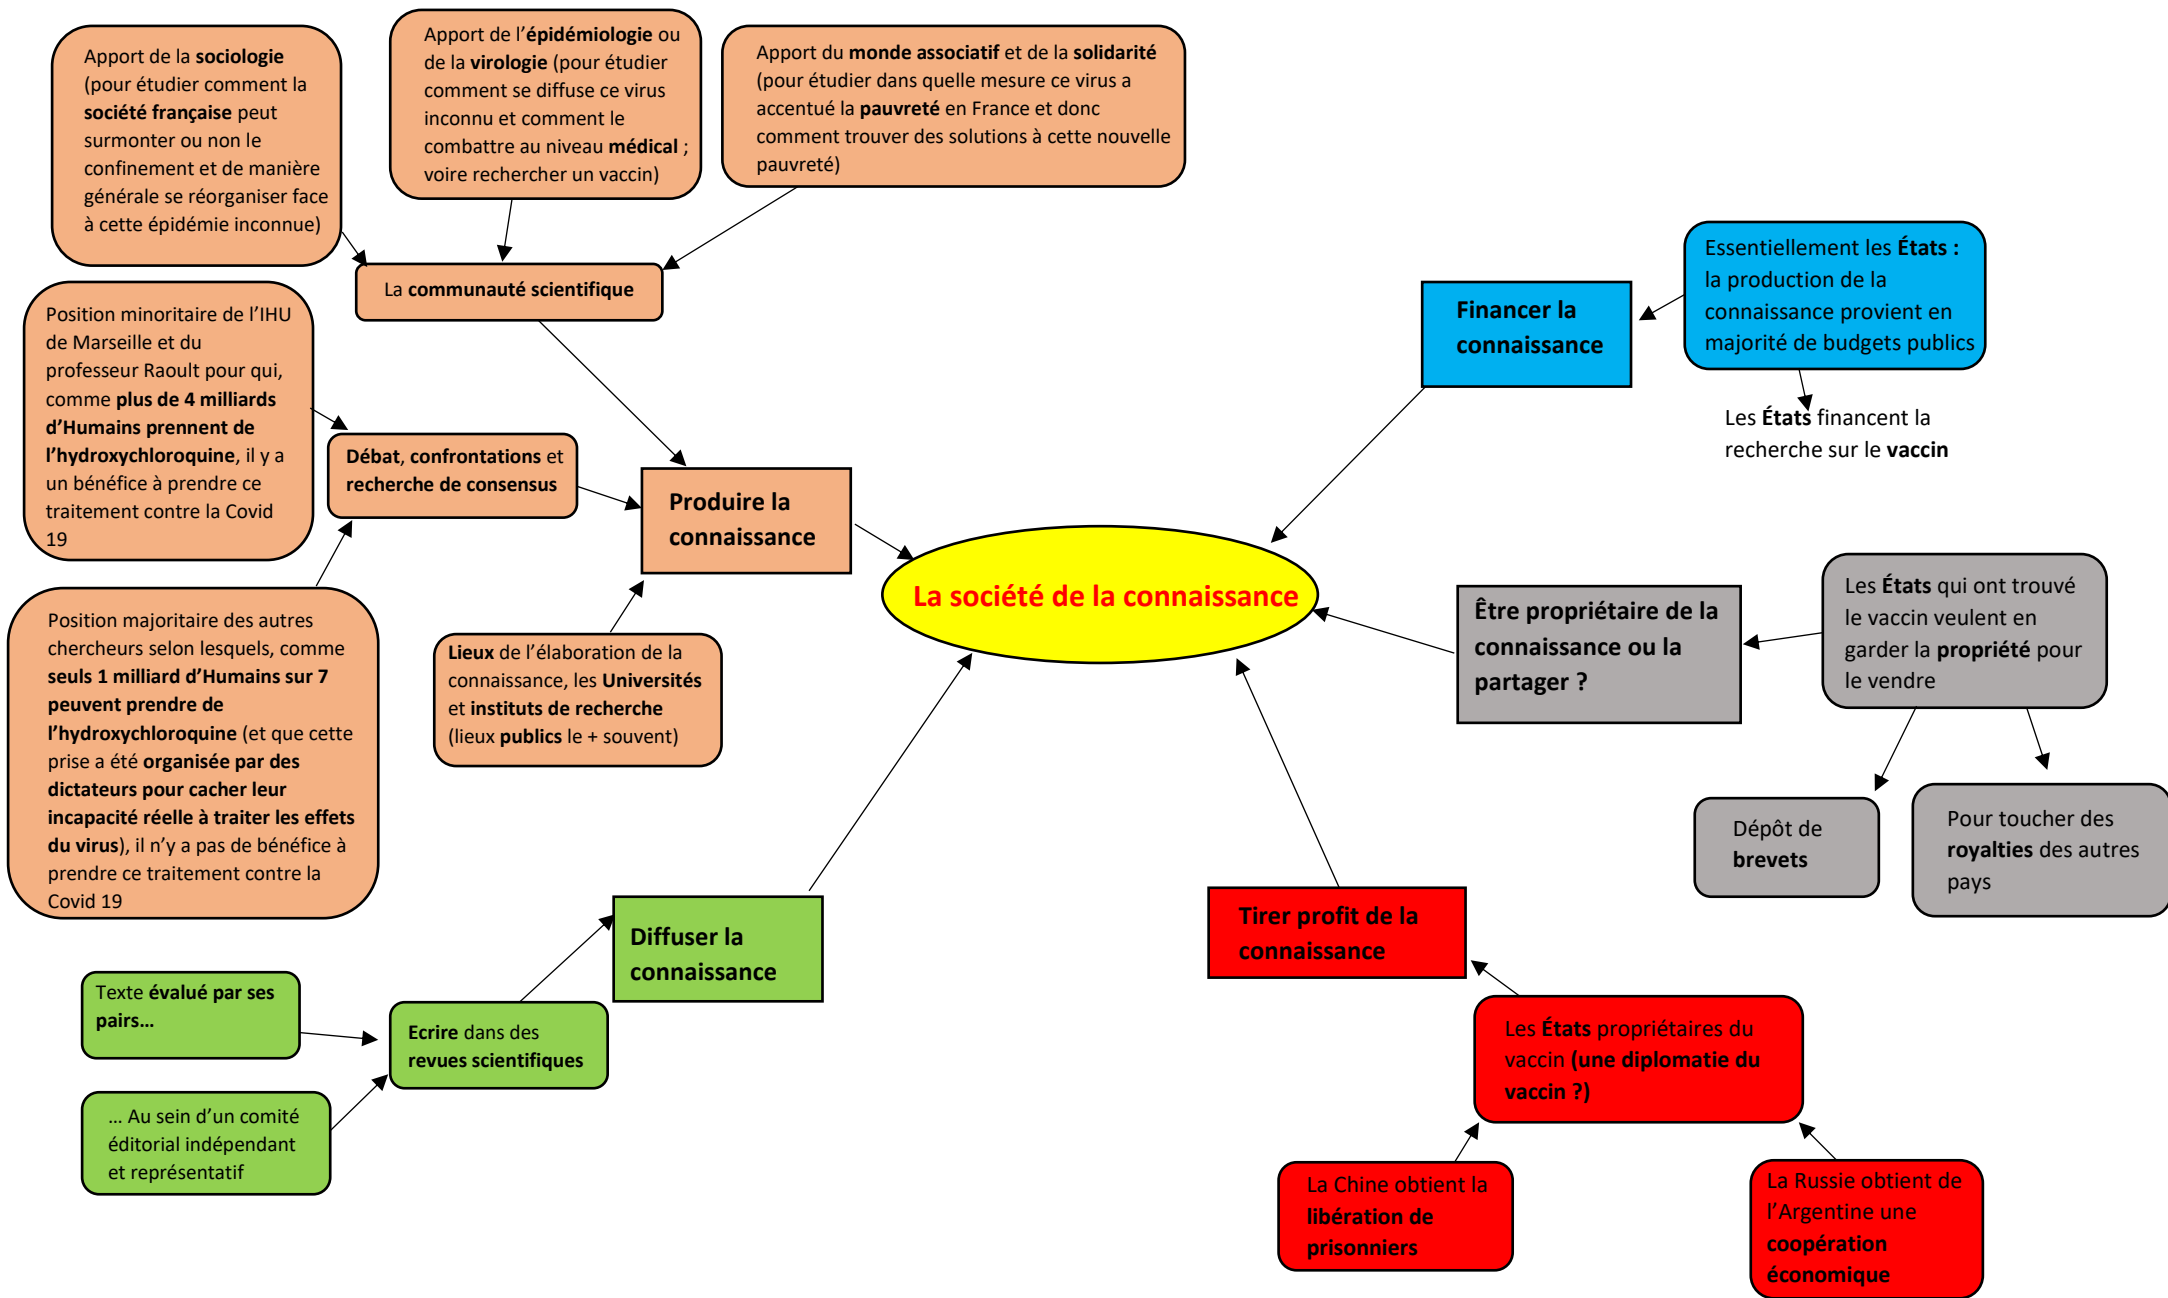 Apport de la sociologie
(pour étudier comment la
société française peut
surmonter ou non le
confinement et de manière
générale se réorganiser face
à cette épidémie inconnue)
Apport de l’épidémiologie ou
de la virologie (pour étudier
comment se diffuse ce virus
inconnu et comment le
combattre au niveau médical ;
voire rechercher un vaccin)
Apport du monde associatif et de la solidarité
(pour étudier dans quelle mesure ce virus a
accentué la pauvreté en France et donc
comment trouver des solutions à cette nouvelle
pauvreté)
La communauté scientifique
Position minoritaire de l’IHU
de Marseille et du
professeur Raoult pour qui,
comme plus de 4 milliards
d’Humains prennent de
l’hydroxychloroquine, il y a
un bénéfice à prendre ce
traitement contre la Covid
19
Débat, confrontations et
recherche de consensus
Produire la
connaissance
Position majoritaire des autres
chercheurs selon lesquels, comme
seuls 1 milliard d’Humains sur 7
peuvent prendre de
l’hydroxychloroquine (et que cette
prise a été organisée par des
dictateurs pour cacher leur
incapacité réelle à traiter les effets
du virus), il n’y a pas de bénéfice à
prendre ce traitement contre la
Covid 19
Lieux de l’élaboration de la
connaissance, les Universités
et instituts de recherche
(lieux publics le + souvent)
La société de la connaissance
Financer la
connaissance
Essentiellement les États :
la production de la
connaissance provient en
majorité de budgets publics
Les États financent la
recherche sur le vaccin
Être propriétaire de la
connaissance ou la
partager ?
Les États qui ont trouvé
le vaccin veulent en
garder la propriété pour
le vendre
Dépôt de
brevets
Pour toucher des
royalties des autres
pays
Diffuser la
connaissance
Texte évalué par ses
pairs…
Ecrire dans des
revues scientifiques
… Au sein d’un comité
éditorial indépendant
et représentatif
Tirer profit de la
connaissance
Les États propriétaires du
vaccin (une diplomatie du
vaccin ?)
La Chine obtient la
libération de
prisonniers
La Russie obtient de
l’Argentine une
coopération
économique